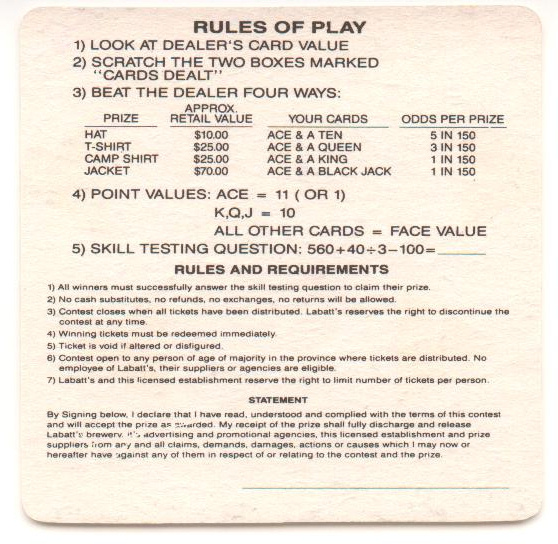 RULES OF PLAY
1) LOOK AT DEALER'S CARD VALUE
2) SCRATCH THE TWO BOXES MARKED
"CARDS DEALT"
3) BEAT THE DEALER FOUR WAYS:
PRIZE APPROX. RETAIL VALUE YOUR CARDS ODDS PER PRIZE
HAT $10.00 ACE & A TEN 5 IN 150
T-SHIRT $25.00 ACE & A QUEEN 3 IN 150
CAMP SHIRT $25.00 ACE & A KING 1 IN 150
JACKET $70.00 ACE & A BLACK JACK 1 IN 150
4) POINT VALUES: ACE = 11 ( OR 1)
K,Q,J = 10
ALL OTHER CARDS = FACE VALUE
5) SKILL TESTING QUESTION: 560+40÷3−100=
RULES AND REQUIREMENTS
1) All winners must successfully answer the skill testing question to claim their prize.
2) No cash substitutes, no refunds, no exchanges, no returns will be allowed.
3) Contest closes when all tickets have been distributed. Labatt's reserves the right to discontinue the
contest at any time.
4) Winning tickets must be redeemed immediately.
5) Ticket is void if altered or disfigured.
6) Contest open to any person of age of majority in the province where tickets are distributed. No
employee of Labatt's, their suppliers or agencies are eligible.
7) Labatt's and this licensed establishment reserve the right to limit number of tickets per person.
STATEMENT
By Signing below, I declare that I have read, understood and complied with the terms of this contest
and will accept the prize as awarded. My receipt of the prize shall fully discharge and release
Labatt's brewery, it's advertising and promotional agencies, this licensed establishment and prize
suppliers from any and all claims, demands, damages, actions or causes which I may now or
hereafter have against any of them in respect of or relating to the contest and the prize.